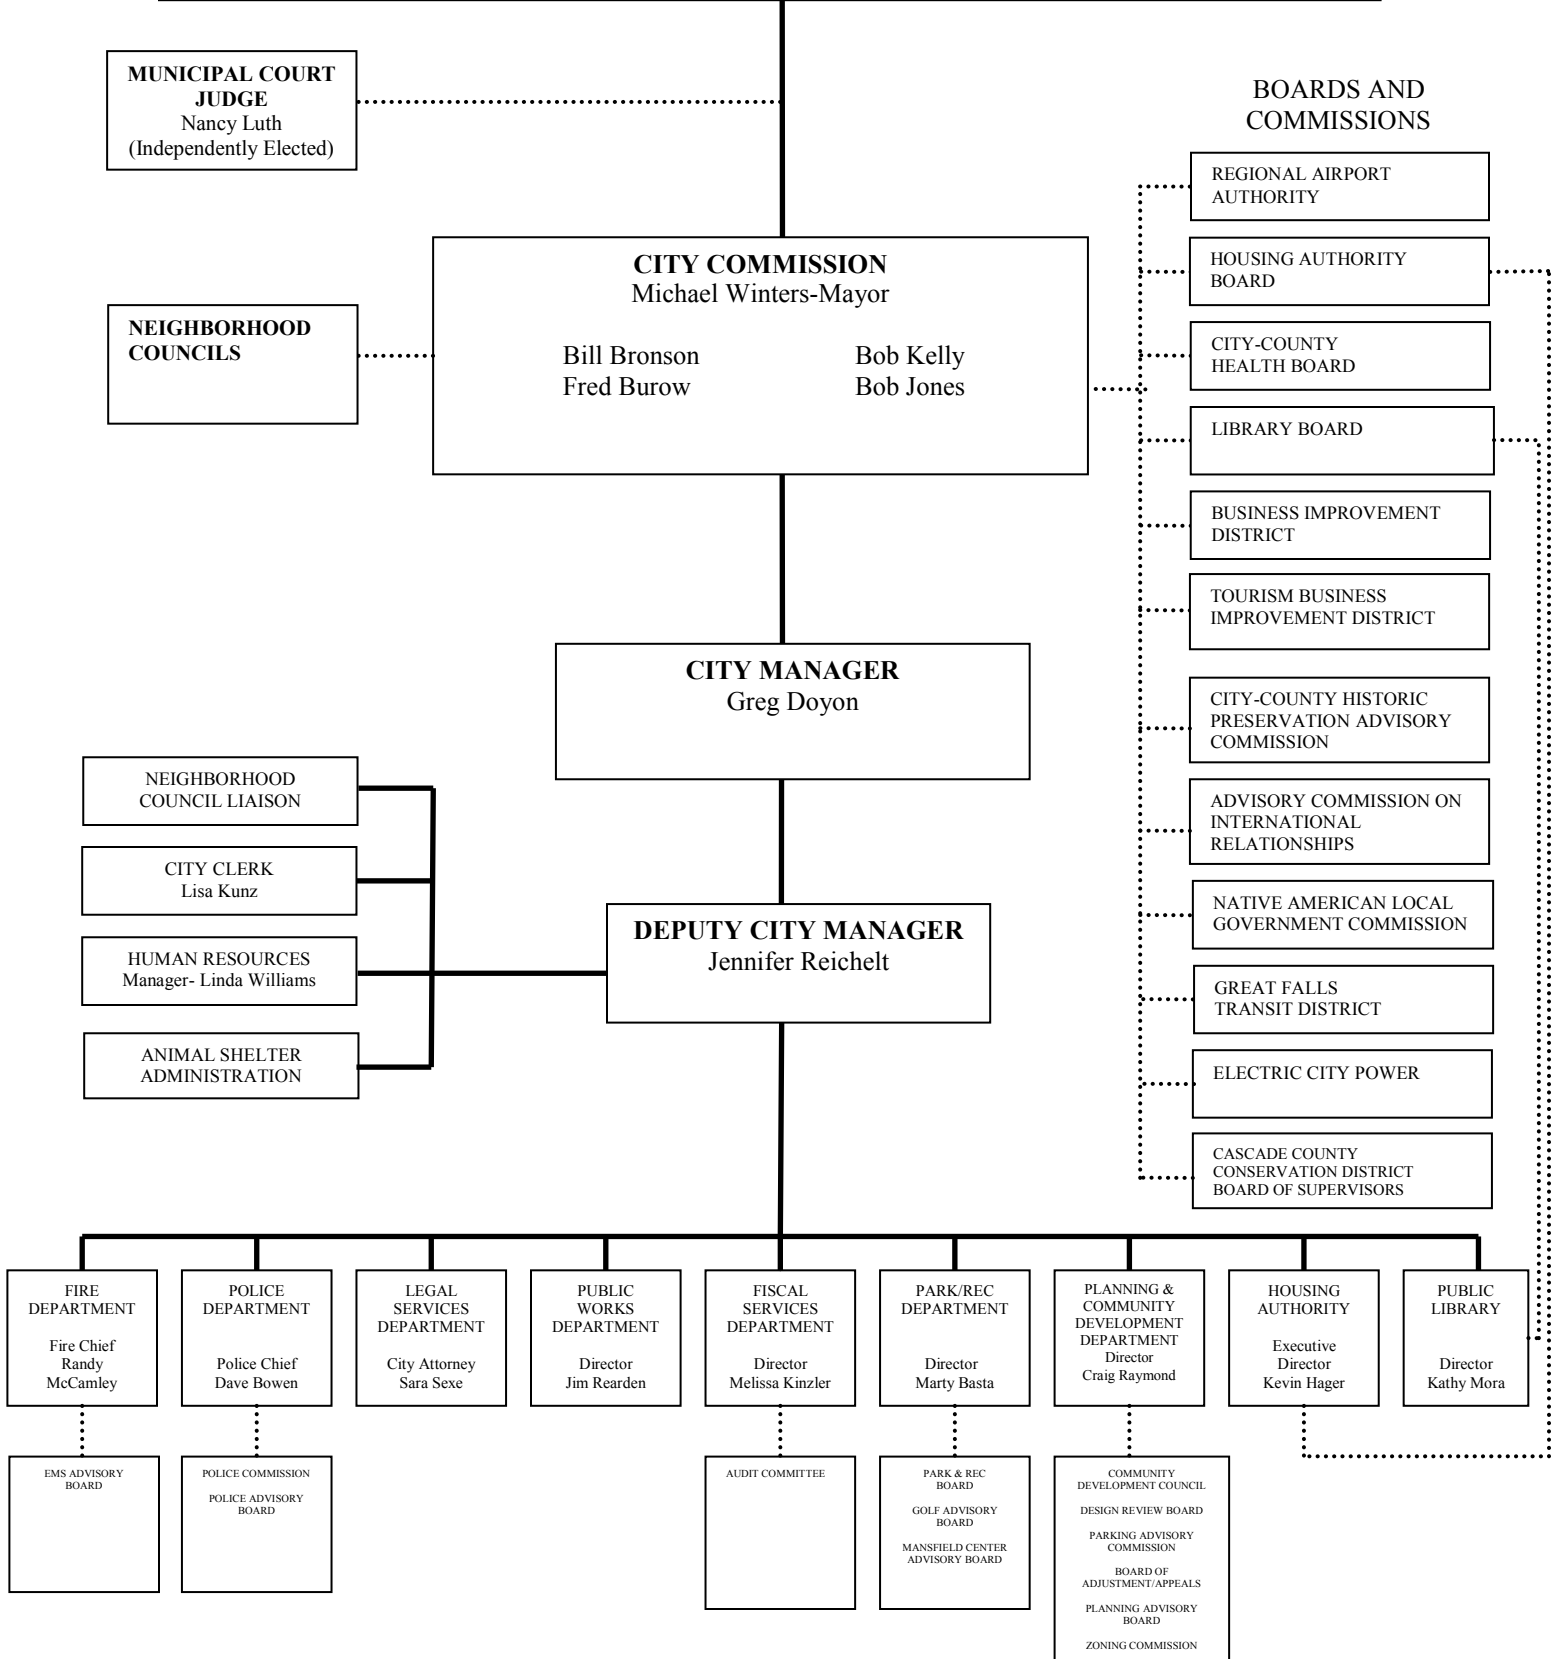 MUNICIPAL COURT
JUDGE
Nancy Luth
(Independently Elected)
BOARDS AND
COMMISSIONS
REGIONAL AIRPORT
AUTHORITY
HOUSING AUTHORITY
BOARD
CITY-COUNTY
HEALTH BOARD
LIBRARY BOARD
BUSINESS IMPROVEMENT
DISTRICT
TOURISM BUSINESS
IMPROVEMENT DISTRICT
CITY-COUNTY HISTORIC
PRESERVATION ADVISORY
COMMISSION
ADVISORY COMMISSION ON
INTERNATIONAL
RELATIONSHIPS
NATIVE AMERICAN LOCAL
GOVERNMENT COMMISSION
GREAT FALLS
TRANSIT DISTRICT
ELECTRIC CITY POWER
CASCADE COUNTY
CONSERVATION DISTRICT
BOARD OF SUPERVISORS
CITY COMMISSION
Michael Winters-Mayor
Bill Bronson
Bob Kelly
Fred Burow
Bob Jones
NEIGHBORHOOD
COUNCILS
CITY MANAGER
Greg Doyon
NEIGHBORHOOD
COUNCIL LIAISON
CITY CLERK
Lisa Kunz
HUMAN RESOURCES
Manager- Linda Williams
ANIMAL SHELTER
ADMINISTRATION
DEPUTY CITY MANAGER
Jennifer Reichelt
FIRE
DEPARTMENT
Fire Chief
Randy
McCamley
POLICE
DEPARTMENT
Police Chief
Dave Bowen
LEGAL
SERVICES
DEPARTMENT
City Attorney
Sara Sexe
PUBLIC
WORKS
DEPARTMENT
Director
Jim Rearden
FISCAL
SERVICES
DEPARTMENT
Director
Melissa Kinzler
PARK/REC
DEPARTMENT
Director
Marty Basta
PLANNING &
COMMUNITY
DEVELOPMENT
DEPARTMENT
Director
Craig Raymond
HOUSING
AUTHORITY
Executive
Director
Kevin Hager
PUBLIC
LIBRARY
Director
Kathy Mora
EMS ADVISORY
BOARD
POLICE COMMISSION
POLICE ADVISORY
BOARD
AUDIT COMMITTEE
PARK & REC
BOARD
GOLF ADVISORY
BOARD
MANSFIELD CENTER
ADVISORY BOARD
COMMUNITY
DEVELOPMENT COUNCIL
DESIGN REVIEW BOARD
PARKING ADVISORY
COMMISSION
BOARD OF
ADJUSTMENT/APPEALS
PLANNING ADVISORY
BOARD
ZONING COMMISSION